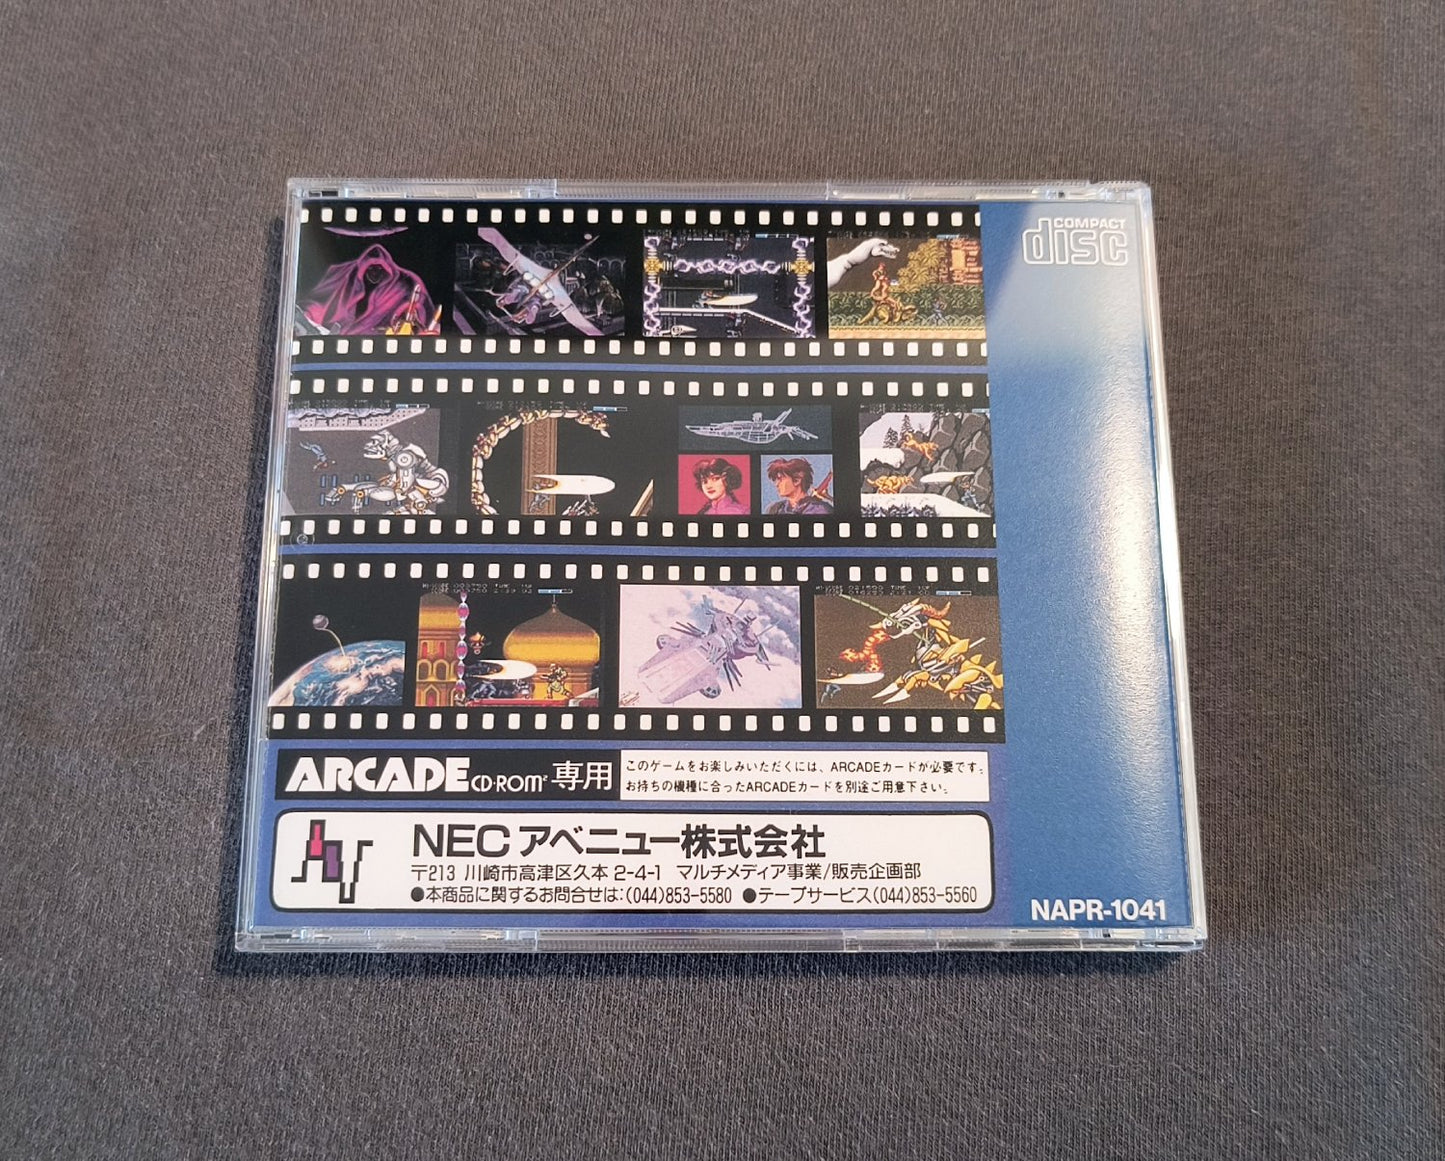 COMPACT
disc
ARCADE CD-ROM² 専用
このゲームをお楽しみいただくには、ARCADEカードが必要です。
お持ちの機種に合ったARCADEカードを別途ご用意下さい。
NEC アベニュー株式会社
〒213 川崎市高津区久本 2-4-1 マルチメディア事業/販売企画部
●本商品に関するお問合せは:(044)853-5580 ●テープサービス(044)853-5560
NAPR-1041